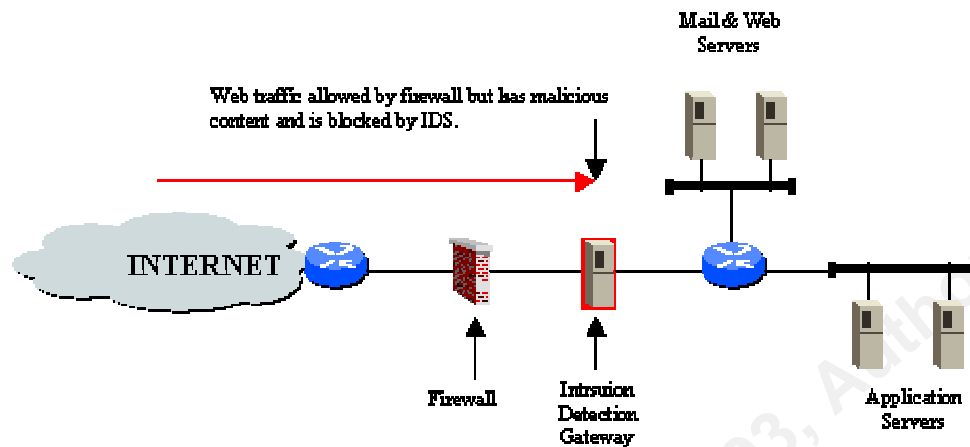 Mail & Web
Servers
Web traffic allowed by firewall but has malicious
content and is blocked by IDS.
INTERNET
Firewall
Intrsuion
Detection
Gateway
Application
Servers